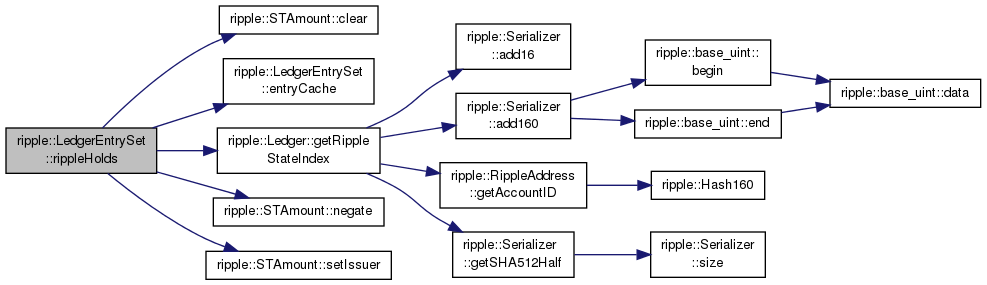 ripple::LedgerEntrySet
::rippleHolds
ripple::STAmount::clear
ripple::LedgerEntrySet
::entryCache
ripple::Ledger::getRipple
StateIndex
ripple::STAmount::negate
ripple::STAmount::setIssuer
ripple::Serializer
::add16
ripple::Serializer
::add160
ripple::RippleAddress
::getAccountID
ripple::Serializer
::getSHA512Half
ripple::base_uint::
begin
ripple::base_uint::end
ripple::Hash160
ripple::Serializer
::size
ripple::base_uint::data